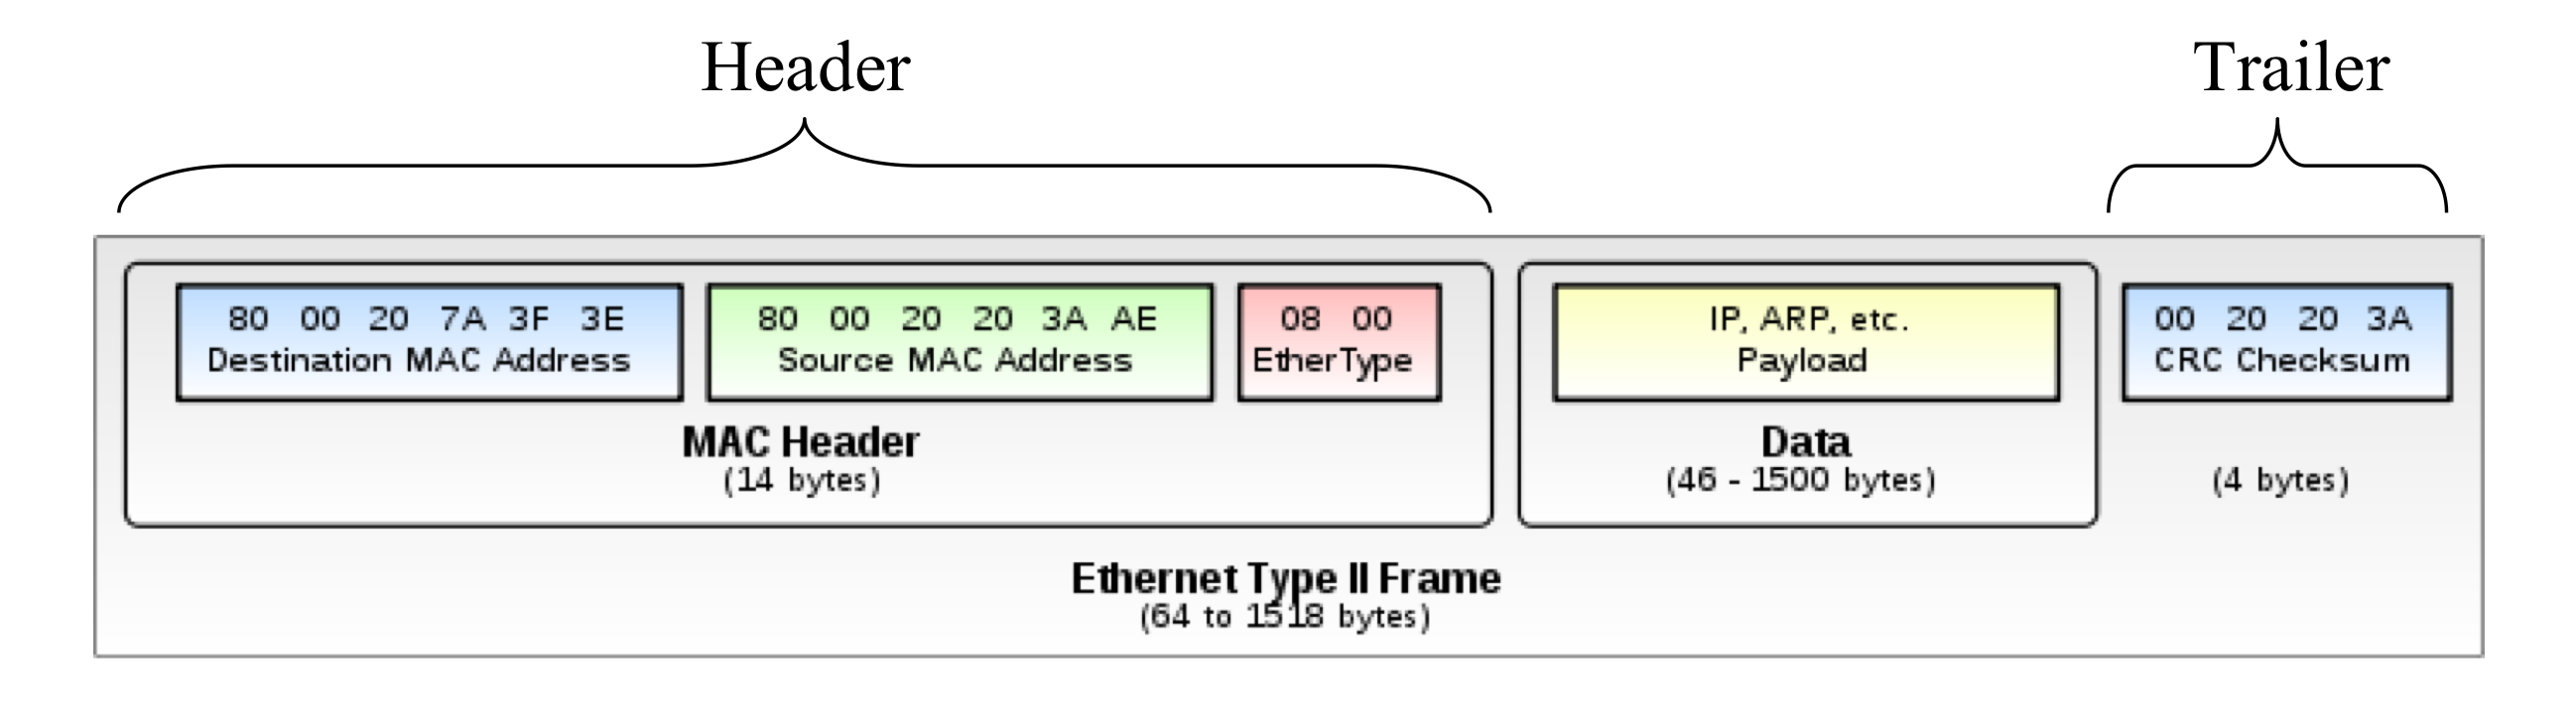 Header
Trailer
80 00 20 7A 3F 3E
Destination MAC Address
80 00 20 20 3A AE
Source MAC Address
08 00
EtherType
IP, ARP, etc.
Payload
00 20 20 3A
CRC Checksum
MAC Header
(14 bytes)
Data
(46 - 1500 bytes)
(4 bytes)
Ethernet Type II Frame
(64 to 1518 bytes)